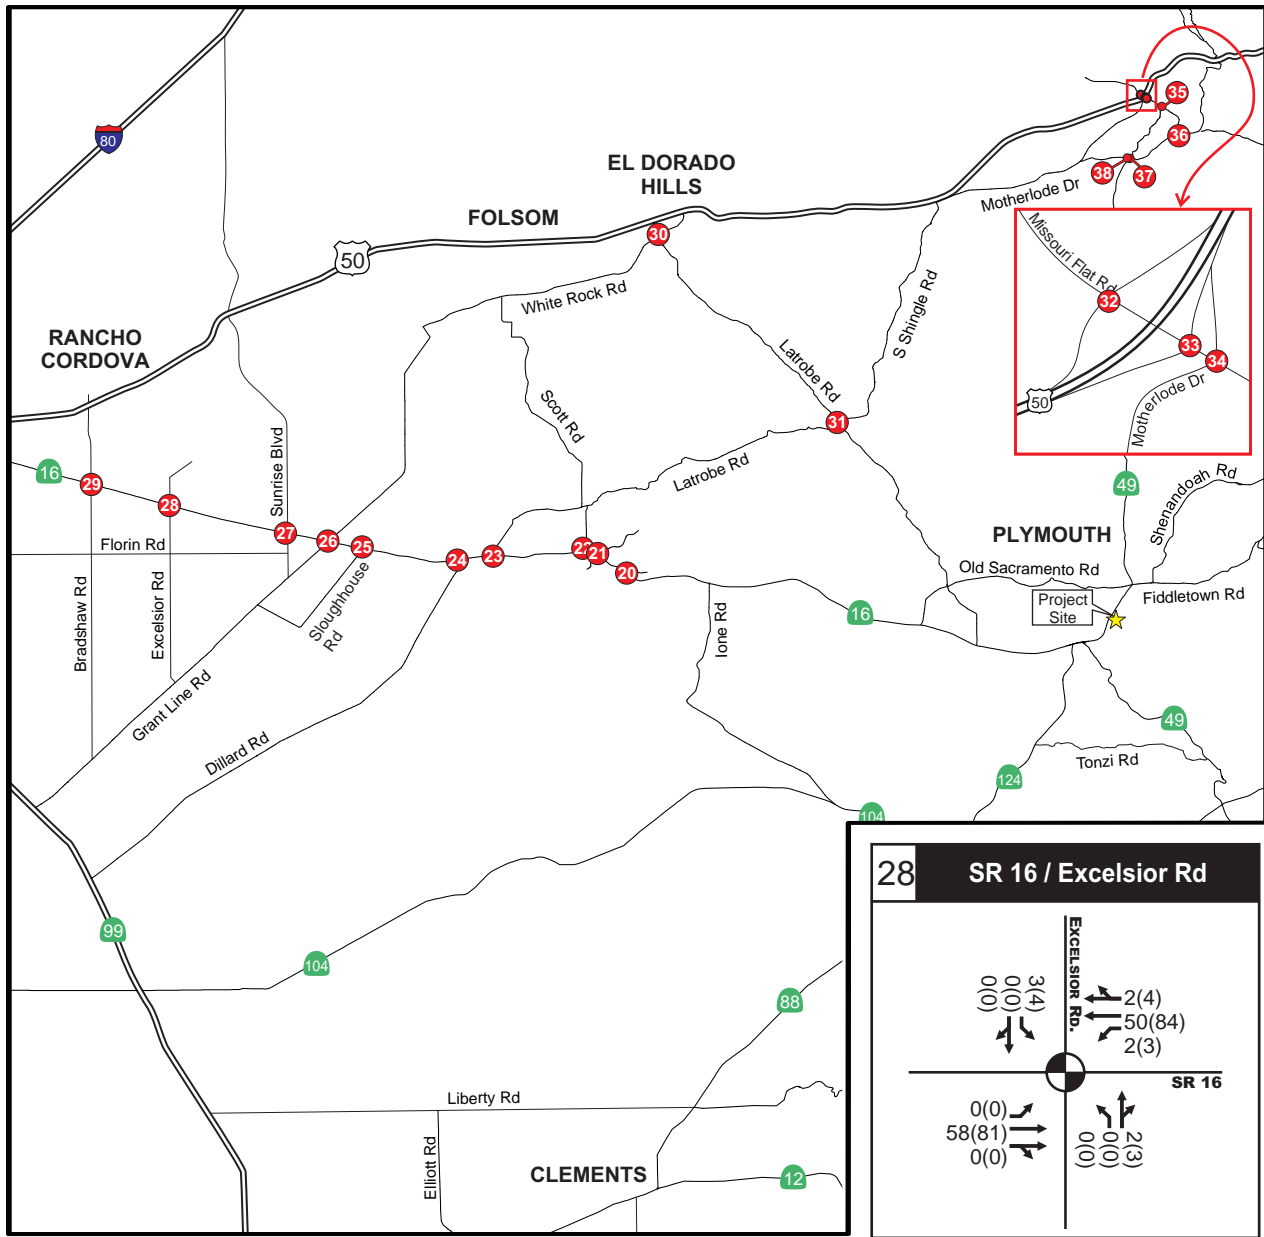 80
EL DORADO
HILLS
FOLSOM
50
RANCHO
CORDOVA
White Rock Rd
Motherlode Dr
S Shingle Rd
Latrobe Rd
Scott Rd
Latrobe Rd
Sunrise Blvd
Florin Rd
Bradshaw Rd
Excelsior Rd
Sloughhouse
Rd
Grant Line Rd
Dillard Rd
Ione Rd
16
16
29
28
27
26
25
24
23
22
21
20
30
31
35
36
38
37
Missouri Flat Rd
32
33
34
50
Motherlode Dr
49
Shenandoah Rd
PLYMOUTH
Old Sacramento Rd
Fiddletown Rd
Project
Site
49
Tonzi Rd
124
104
99
104
88
Liberty Rd
Elliott Rd
CLEMENTS
12
28 SR 16 / Excelsior Rd
Excelsior Rd.
3(4)
0(0)
0(0)
2(4)
50(84)
2(3)
SR 16
0(0)
58(81)
0(0)
2(3)
0(0)
0(0)